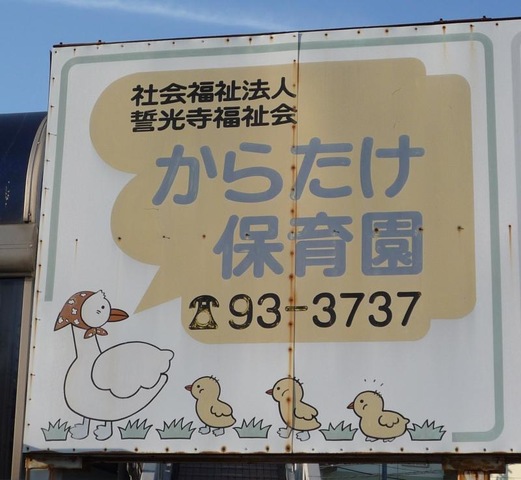 社会福祉法人
誓光寺福祉会
からたけ
保育園
☎93-3737